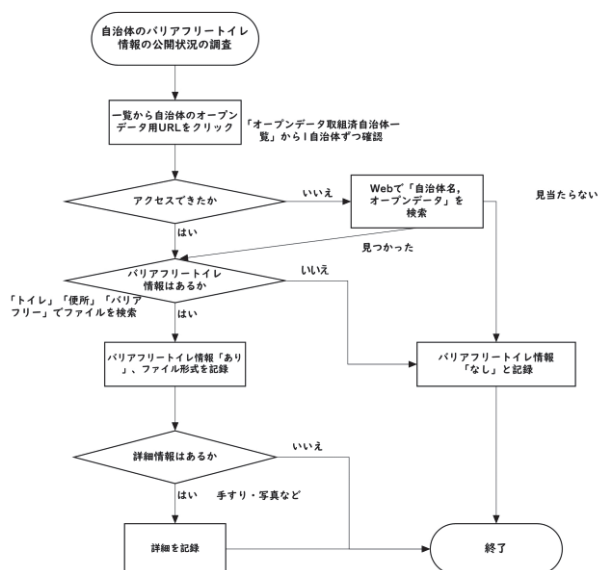 自治体のバリアフリートイレ
情報の公開状況の調査
一覧から自治体のオープン
データ用URLをクリック
「オープンデータ取組済自治体一
覧」から1自治体ずつ確認
アクセスできたか
いいえ
Webで「自治体名,
オープンデータ」を
検索
見当たらない
はい
見つかった
バリアフリートイレ
情報はあるか
いいえ
「トイレ」「便所」「バリア
フリー」でファイルを検索
はい
バリアフリートイレ情報「あり
」、ファイル形式を記録
バリアフリートイレ情報
「なし」と記録
詳細情報はあるか
いいえ
はい
手すり・写真など
詳細を記録
終了